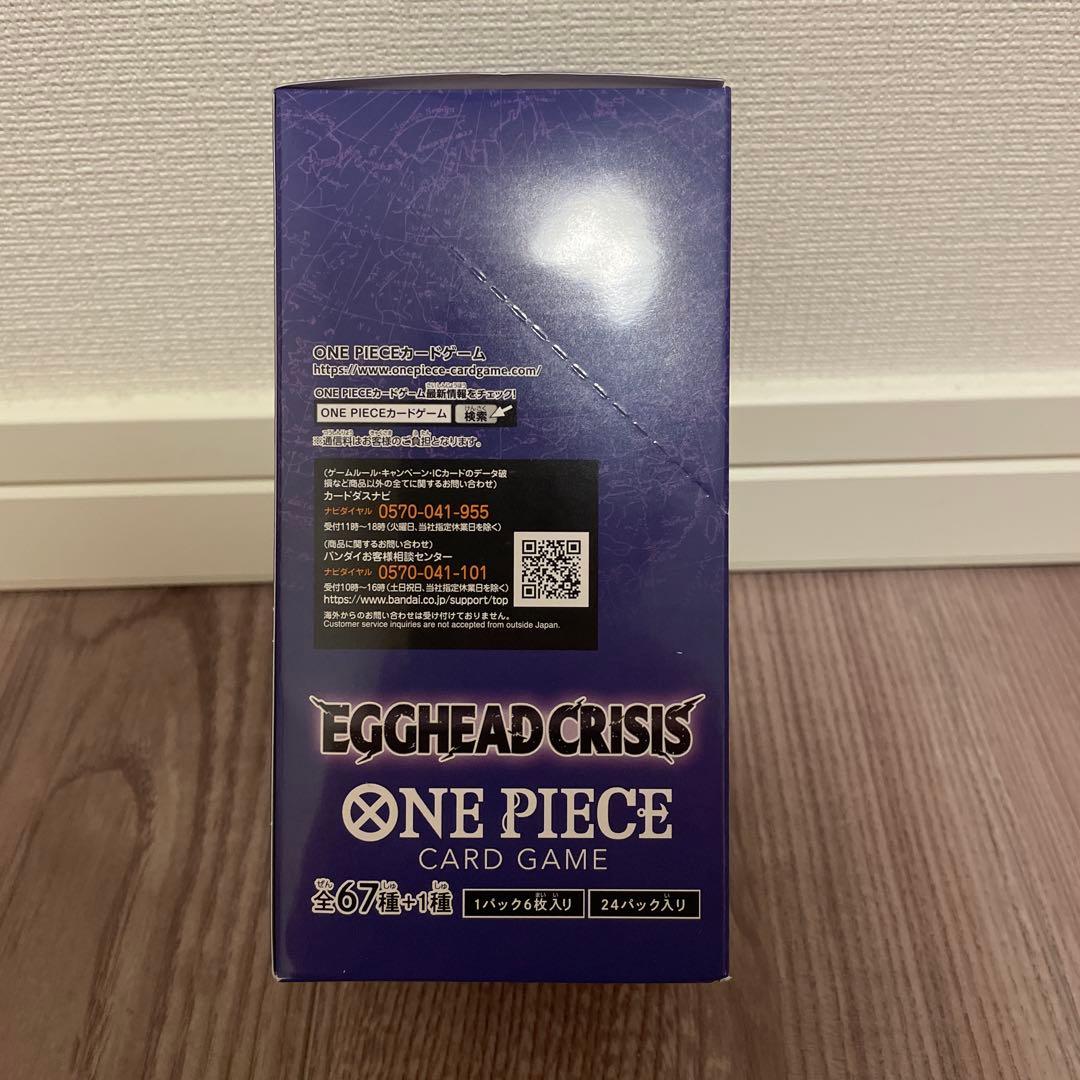 ONE PIECEカードゲーム
https://www.onepiece-cardgame.com/
ONE PIECEカードゲーム最新情報をチェック!
ONE PIECEカードゲーム 検索
※通信料はお客様のご負担となります。
(ゲームルール・キャンペーン・ICカードのデータ破
損など商品以外の全てに関するお問い合わせ)
カードダスナビ
ナビダイヤル 0570-041-955
受付11時〜18時(火曜日、当社指定休業日を除く)
(商品に関するお問い合わせ)
バンダイお客様相談センター
ナビダイヤル 0570-041-101
受付10時〜16時(土日祝日、当社指定休業日を除く)
https://www.bandai.co.jp/support/top
海外からのお問い合わせは受け付けておりません。
Customer service inquiries are not accepted from outside Japan.
EGGHEAD CRISIS
ONE PIECE
CARD GAME
全67種+1種 1パック6枚入り 24パック入り